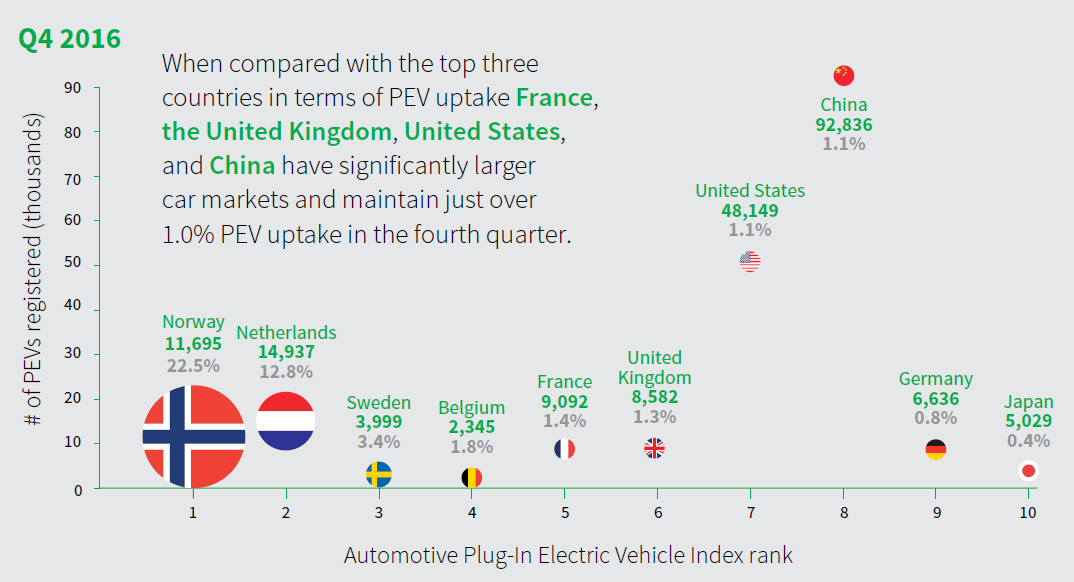 Q4 2016
When compared with the top three
countries in terms of PEV uptake France,
the United Kingdom, United States,
and China have significantly larger
car markets and maintain just over
1.0% PEV uptake in the fourth quarter.
# of PEVs registered (thousands)
90
80
70
60
50
40
30
20
10
0
Norway
11,695
22.5%
Netherlands
14,937
12.8%
Sweden
3,999
3.4%
Belgium
2,345
1.8%
France
9,092
1.4%
United
Kingdom
8,582
1.3%
United States
48,149
1.1%
China
92,836
1.1%
Germany
6,636
0.8%
Japan
5,029
0.4%
1 2 3 4 5 6 7 8 9 10
Automotive Plug-In Electric Vehicle Index rank